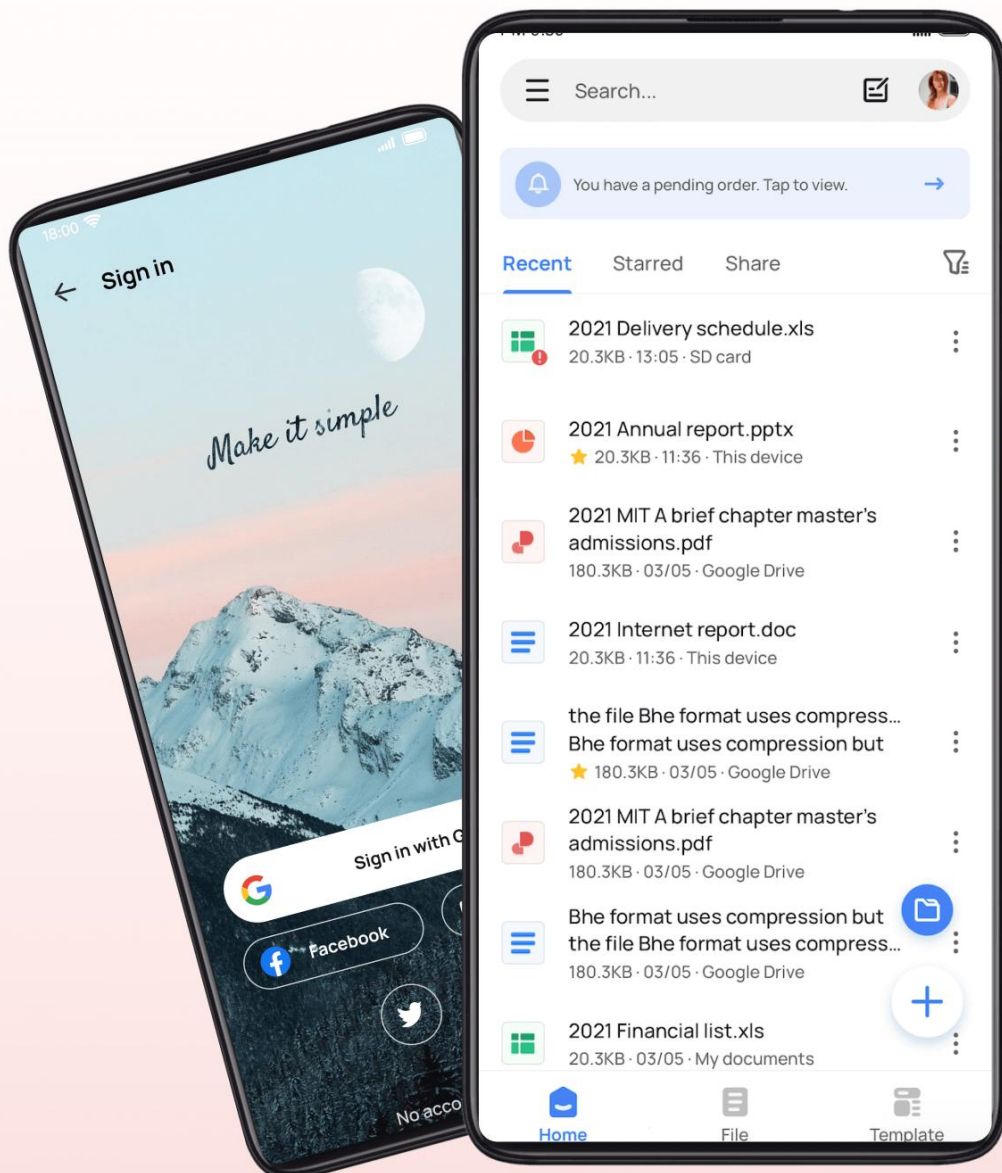 18:00
Sign in
Make it simple
Sign in with G
Facebook
No acco
Search...
You have a pending order. Tap to view.
Recent Starred Share
2021 Delivery schedule.xls
20.3KB · 13:05 · SD card
2021 Annual report.pptx
20.3KB · 11:36 · This device
2021 MIT A brief chapter master's
admissions.pdf
180.3KB · 03/05 · Google Drive
2021 Internet report.doc
20.3KB · 11:36 · This device
the file Bhe format uses compress...
Bhe format uses compression but
180.3KB · 03/05 · Google Drive
2021 MIT A brief chapter master's
admissions.pdf
180.3KB · 03/05 · Google Drive
Bhe format uses compression but
the file Bhe format uses compress...
180.3KB · 03/05 · Google Drive
2021 Financial list.xls
20.3KB · 03/05 · My documents
Home File Template